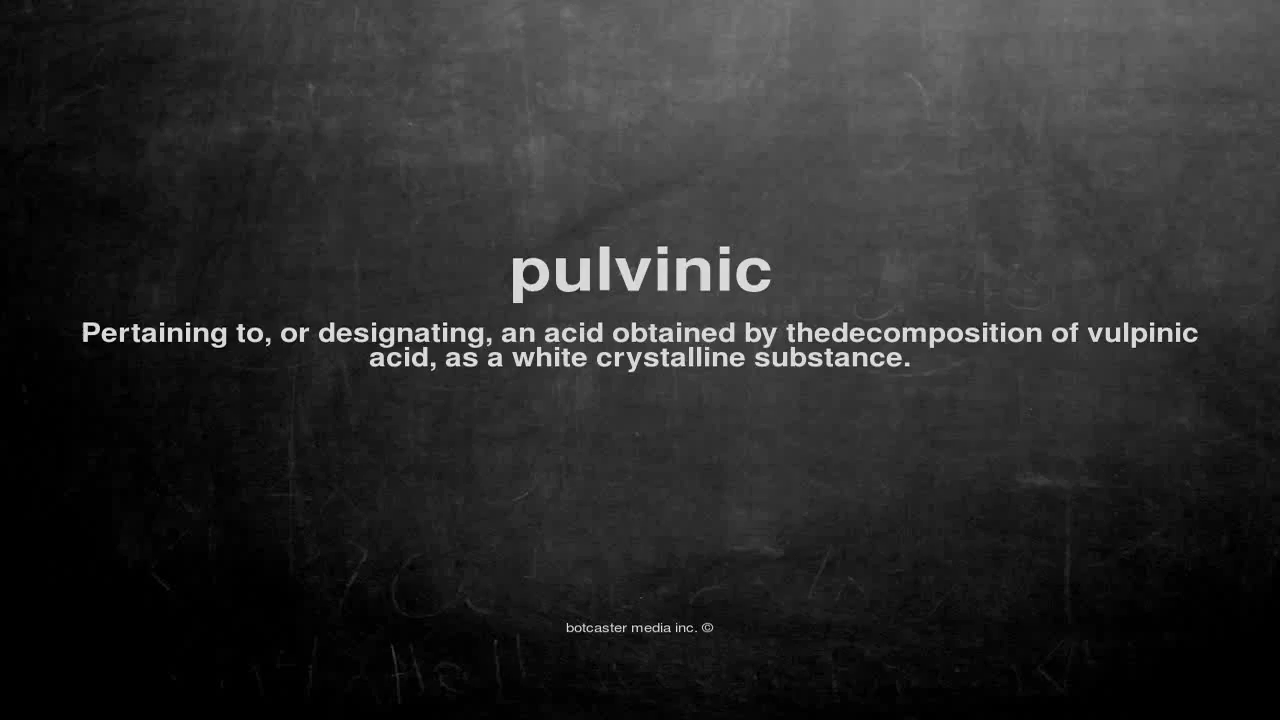 pulvinic
Pertaining to, or designating, an acid obtained by thedecomposition of vulpinic
acid, as a white crystalline substance.
botcaster media inc. ©